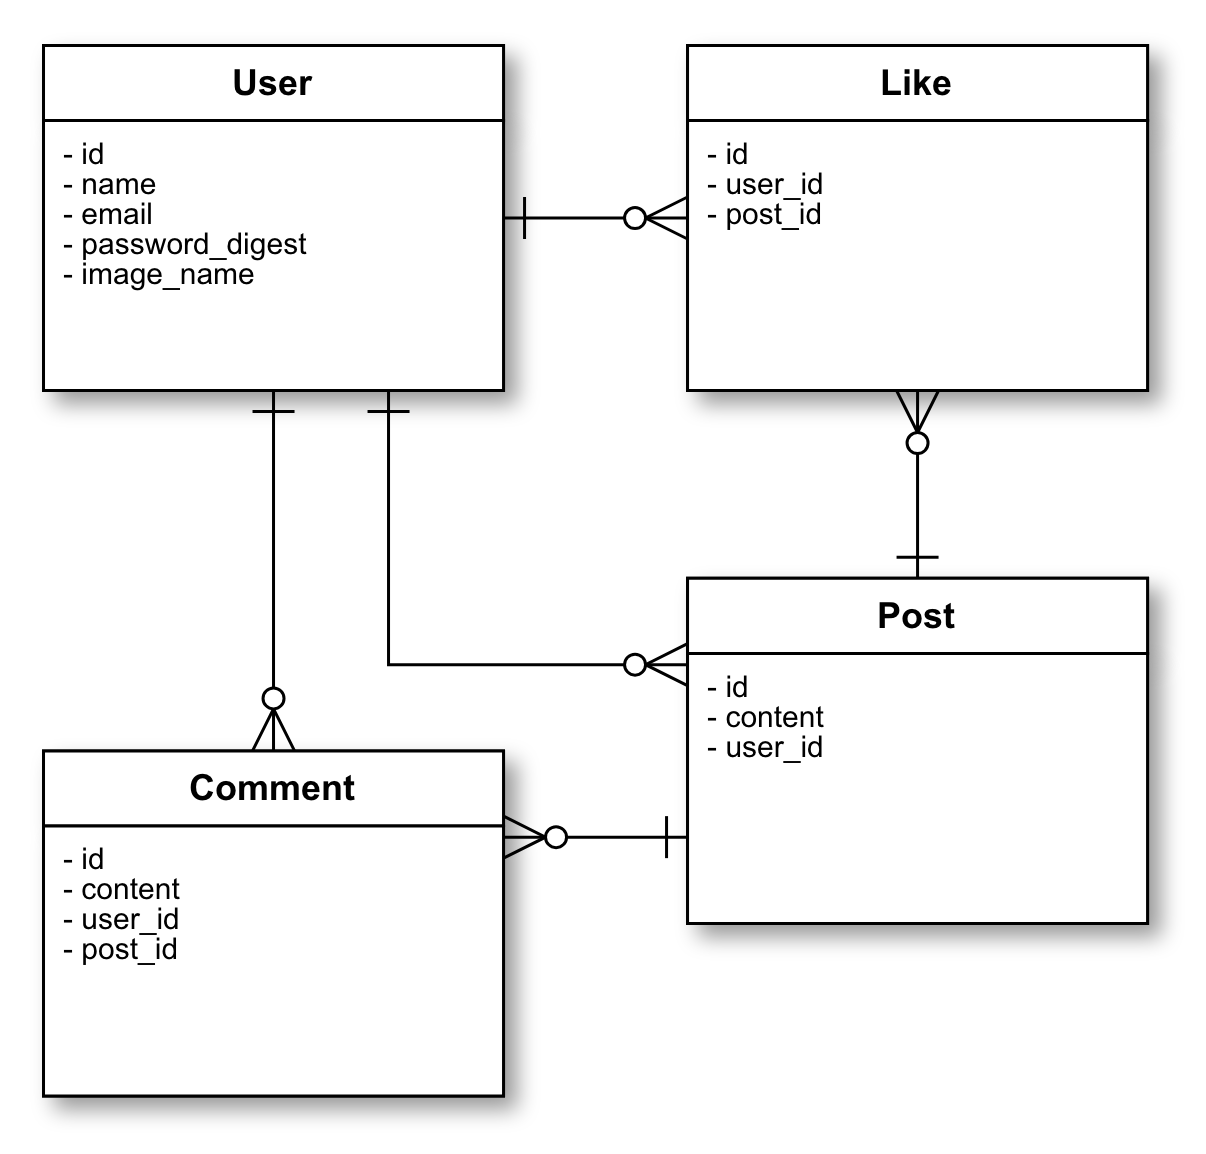 User
- id
- name
- email
- password_digest
- image_name
Like
- id
- user_id
- post_id
Comment
- id
- content
- user_id
- post_id
Post
- id
- content
- user_id